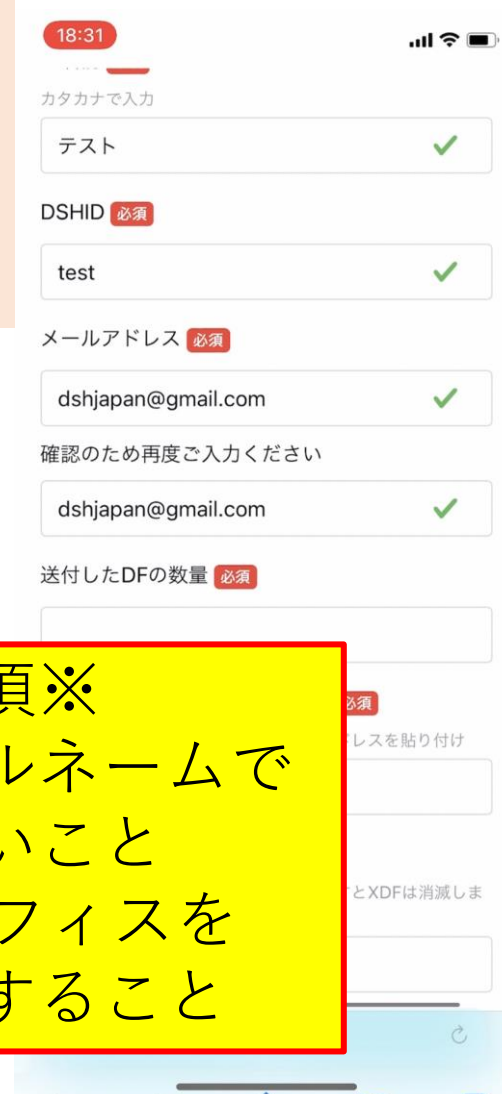 18:31
カタカナで入力
テスト
DSHID 必須
test
メールアドレス 必須
dshjapan@gmail.com
確認のため再度ご入力ください
dshjapan@gmail.com
送付したDFの数量 必須
必須
レスを貼り付け
とXDFは消滅しま
須※
ルネームで
いこと
フィスを
すること